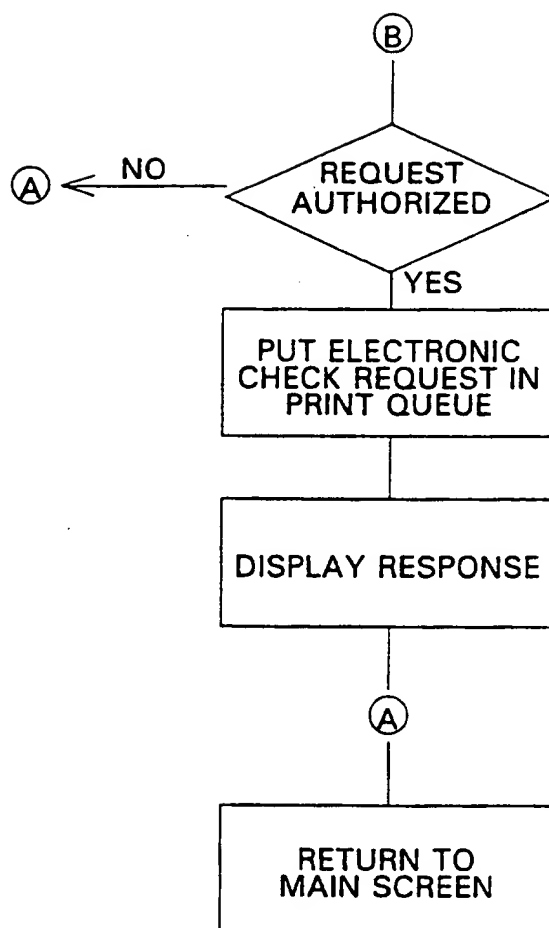 B
REQUEST
AUTHORIZED
NO
A
YES
PUT ELECTRONIC
CHECK REQUEST IN
PRINT QUEUE
DISPLAY RESPONSE
A
RETURN TO
MAIN SCREEN